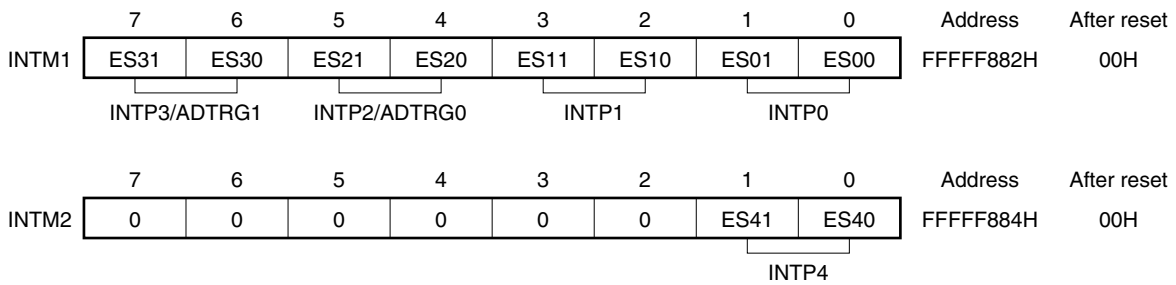 7 6 5 4 3 2 1 0 Address After reset
INTM1 ES31 ES30 ES21 ES20 ES11 ES10 ES01 ES00 FFFFF882H 00H
INTP3/ADTRG1 INTP2/ADTRG0 INTP1 INTP0
7 6 5 4 3 2 1 0 Address After reset
INTM2 0 0 0 0 0 0 ES41 ES40 FFFFF884H 00H
INTP4